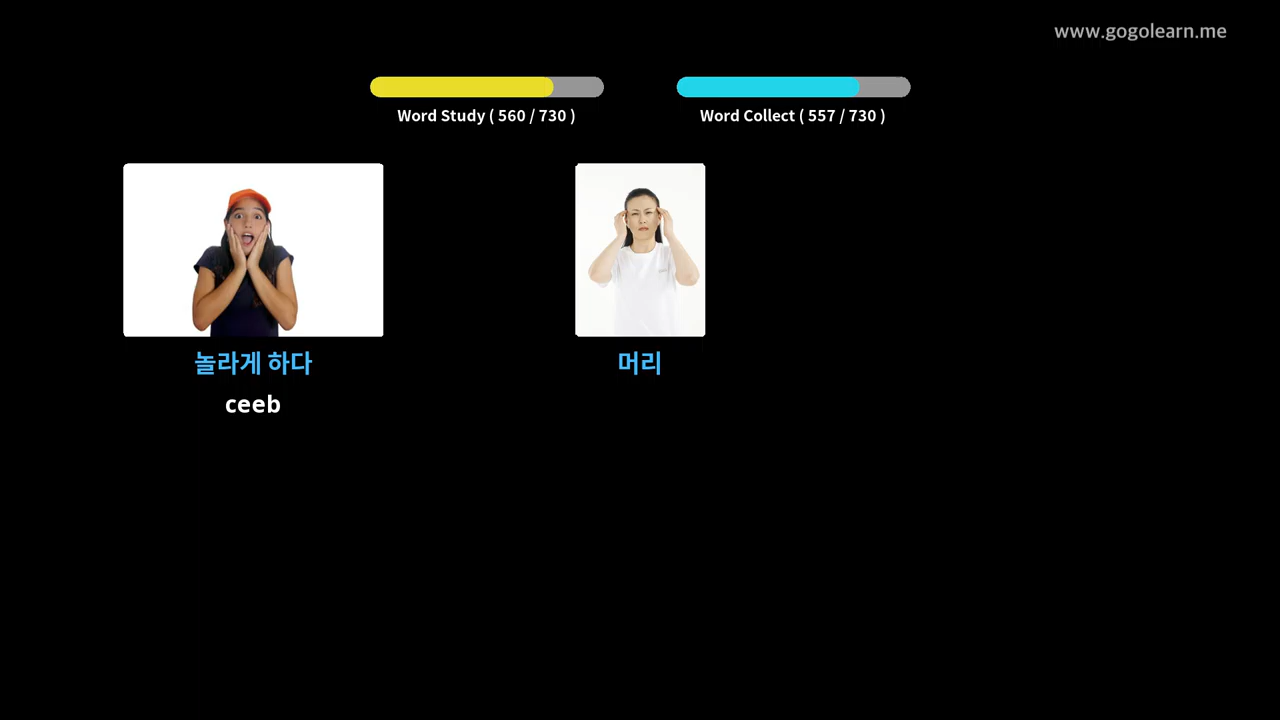 www.gogolearn.me
Word Study ( 560 / 730 )
Word Collect ( 557 / 730 )
놀라게 하다
머리
ceeb